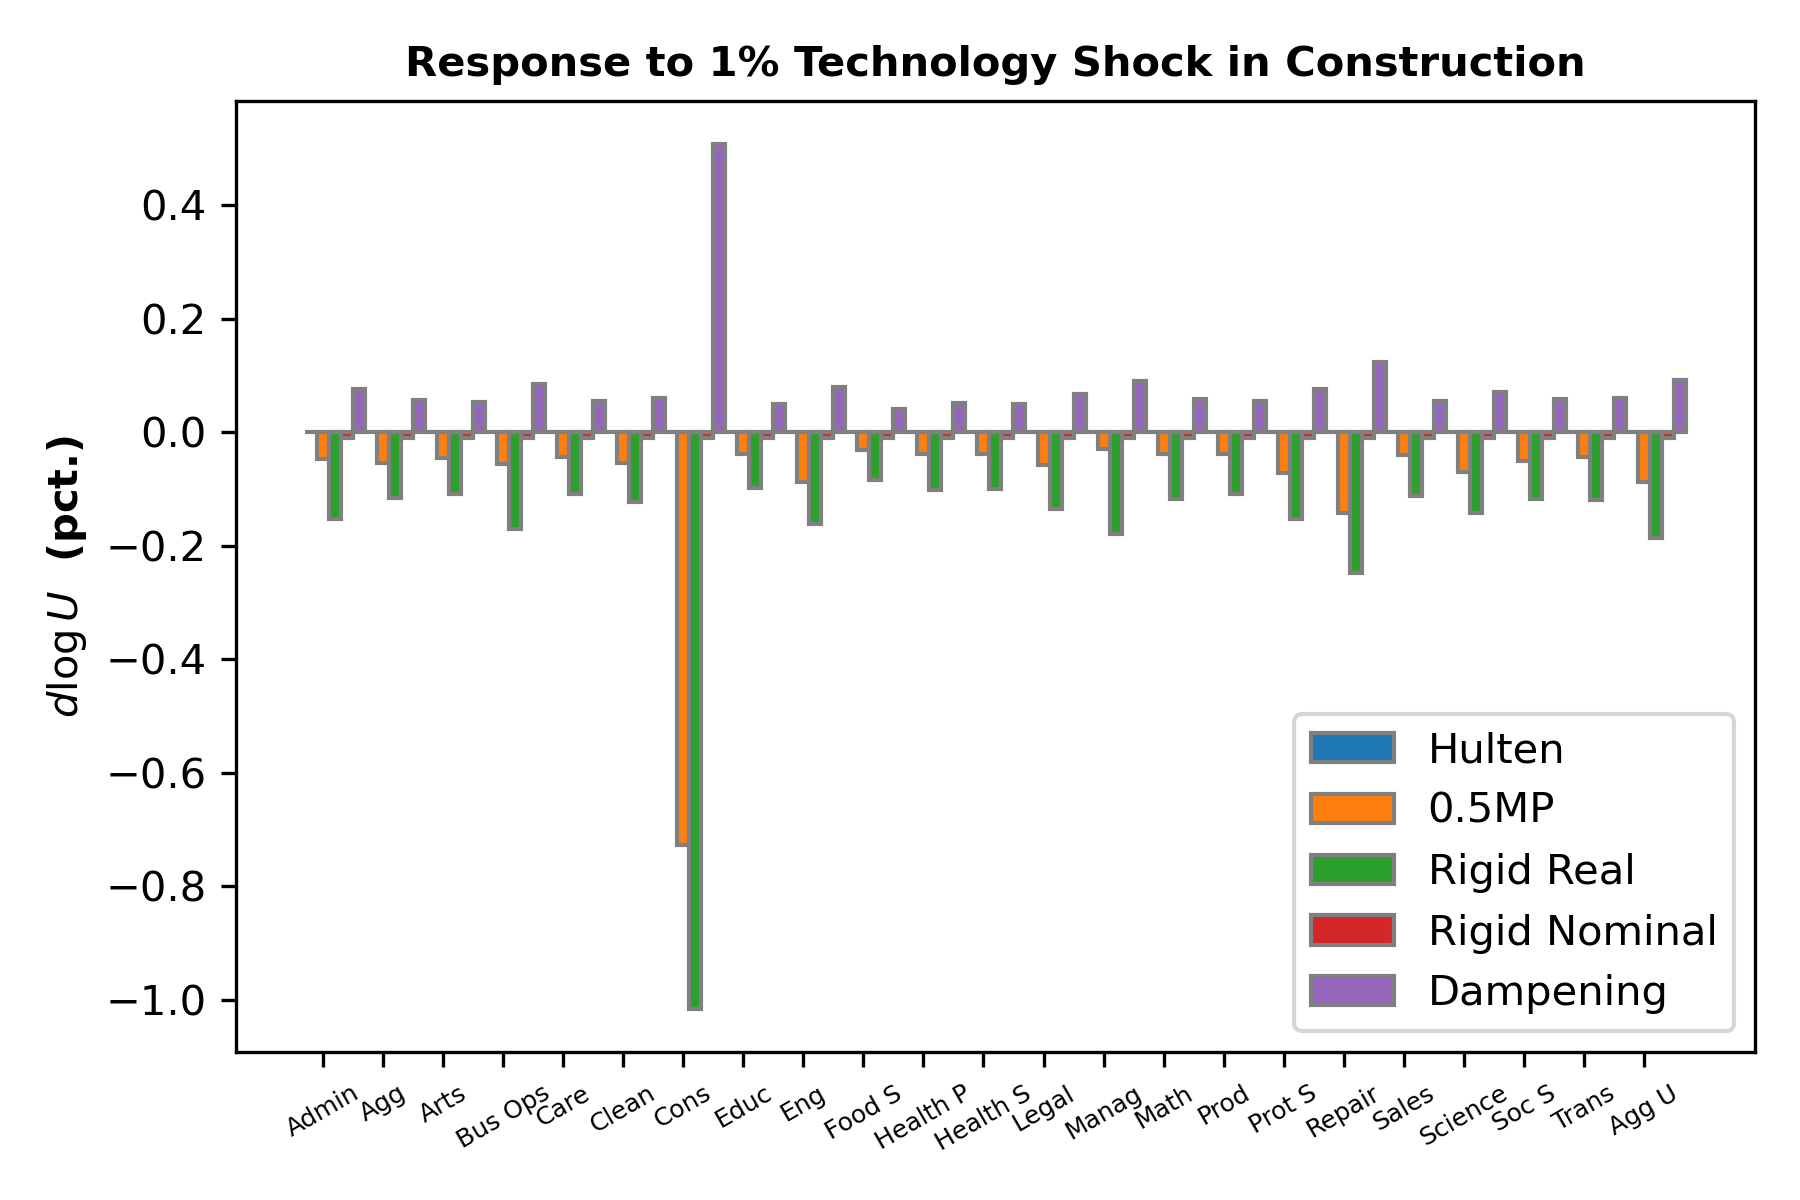 Response to 1% Technology Shock in Construction
d log U (pct.)
0.4
0.2
0.0
−0.2
−0.4
−0.6
−0.8
−1.0
Hulten
0.5MP
Rigid Real
Rigid Nominal
Dampening
Admin Agg Arts Bus Ops Care Clean Cons Educ Eng Food S Health P Health S Legal Manag Math Prod Prot S Repair Sales Science Soc S Trans Agg U